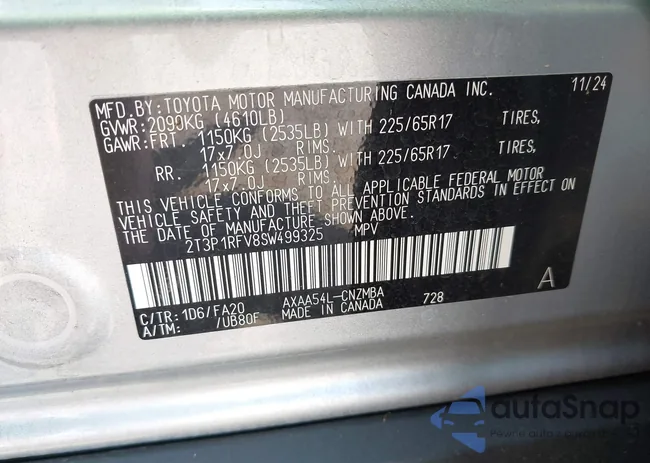 MFD. BY: TOYOTA MOTOR MANUFACTURING CANADA INC. 11/24
GVWR: 2090KG (4610LB)
GAWR: FRT. 1150KG (2535LB) WITH 225/65R17 TIRES,
17x7.0J RIMS.
RR. 1150KG (2535LB) WITH 225/65R17 TIRES,
17x7.0J RIMS.
THIS VEHICLE CONFORMS TO ALL APPLICABLE FEDERAL MOTOR
VEHICLE SAFETY AND THEFT PREVENTION STANDARDS IN EFFECT ON
THE DATE OF MANUFACTURE SHOWN ABOVE.
2T3P1RFV8SW499325 MPV
A
C/TR: 1D6/FA20 AXAA54L-CNZMBA 728
A/TM: /UB80F MADE IN CANADA
autoSnap